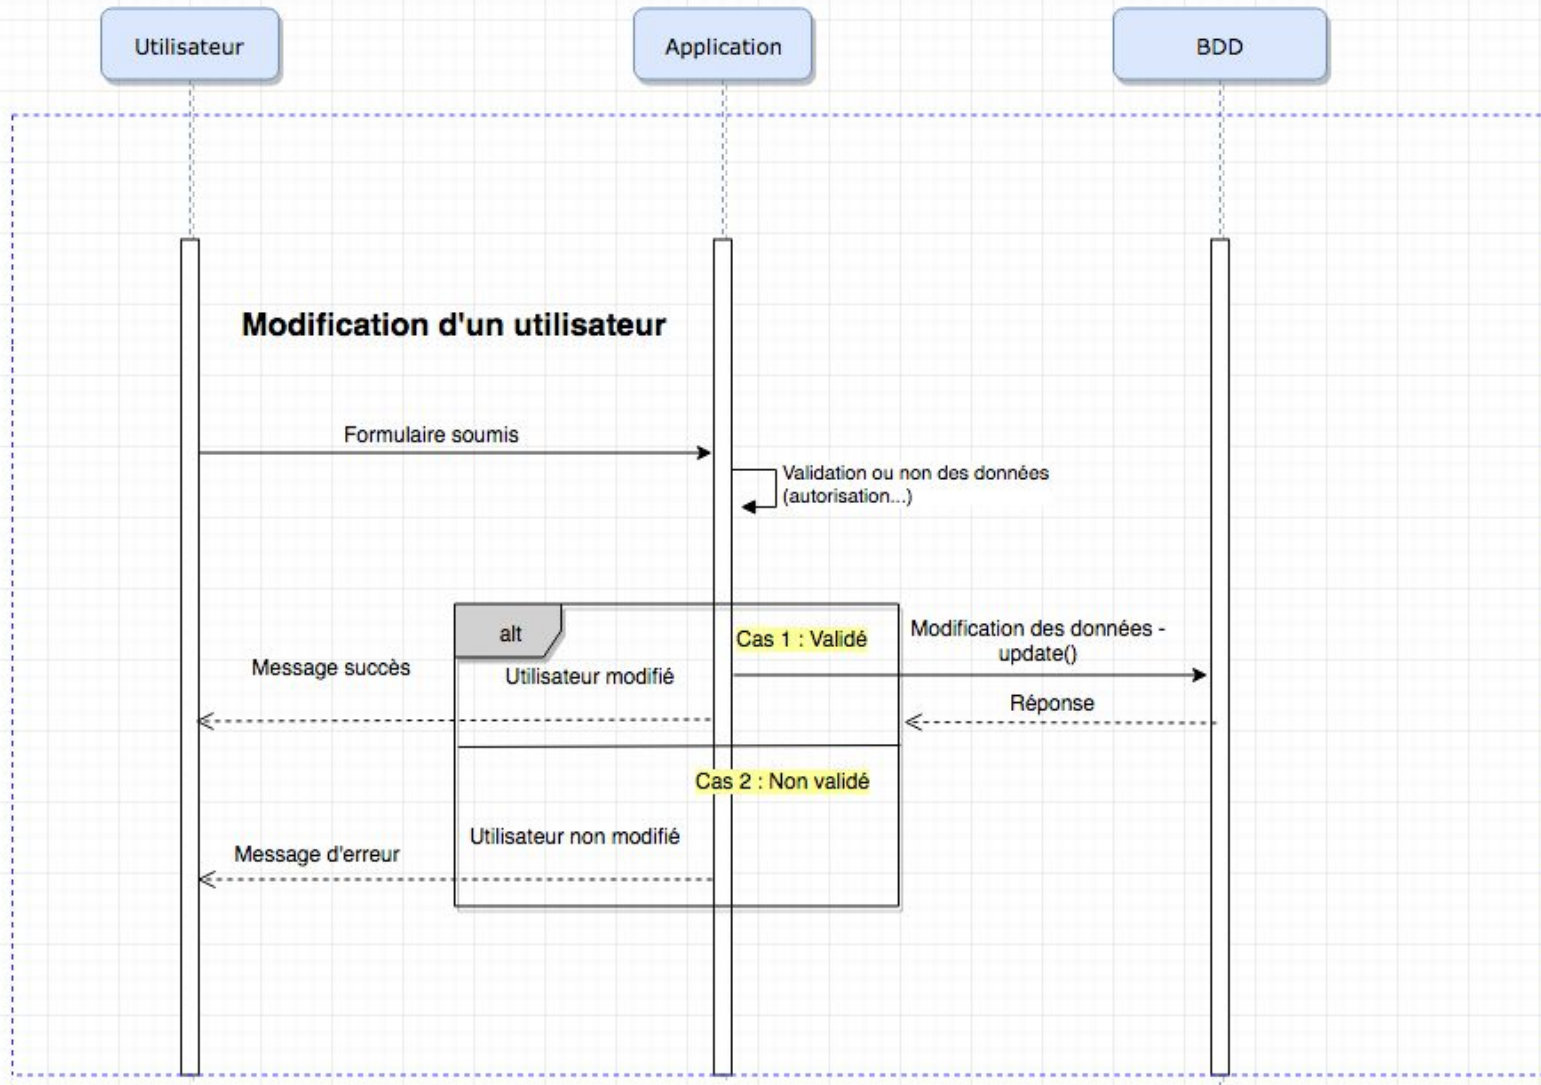 Utilisateur
Application
BDD
Modification d'un utilisateur
Formulaire soumis
Validation ou non des données
(autorisation...)
alt
Cas 1 : Validé
Modification des données -
update()
Message succès
Utilisateur modifié
Réponse
Cas 2 : Non validé
Utilisateur non modifié
Message d'erreur